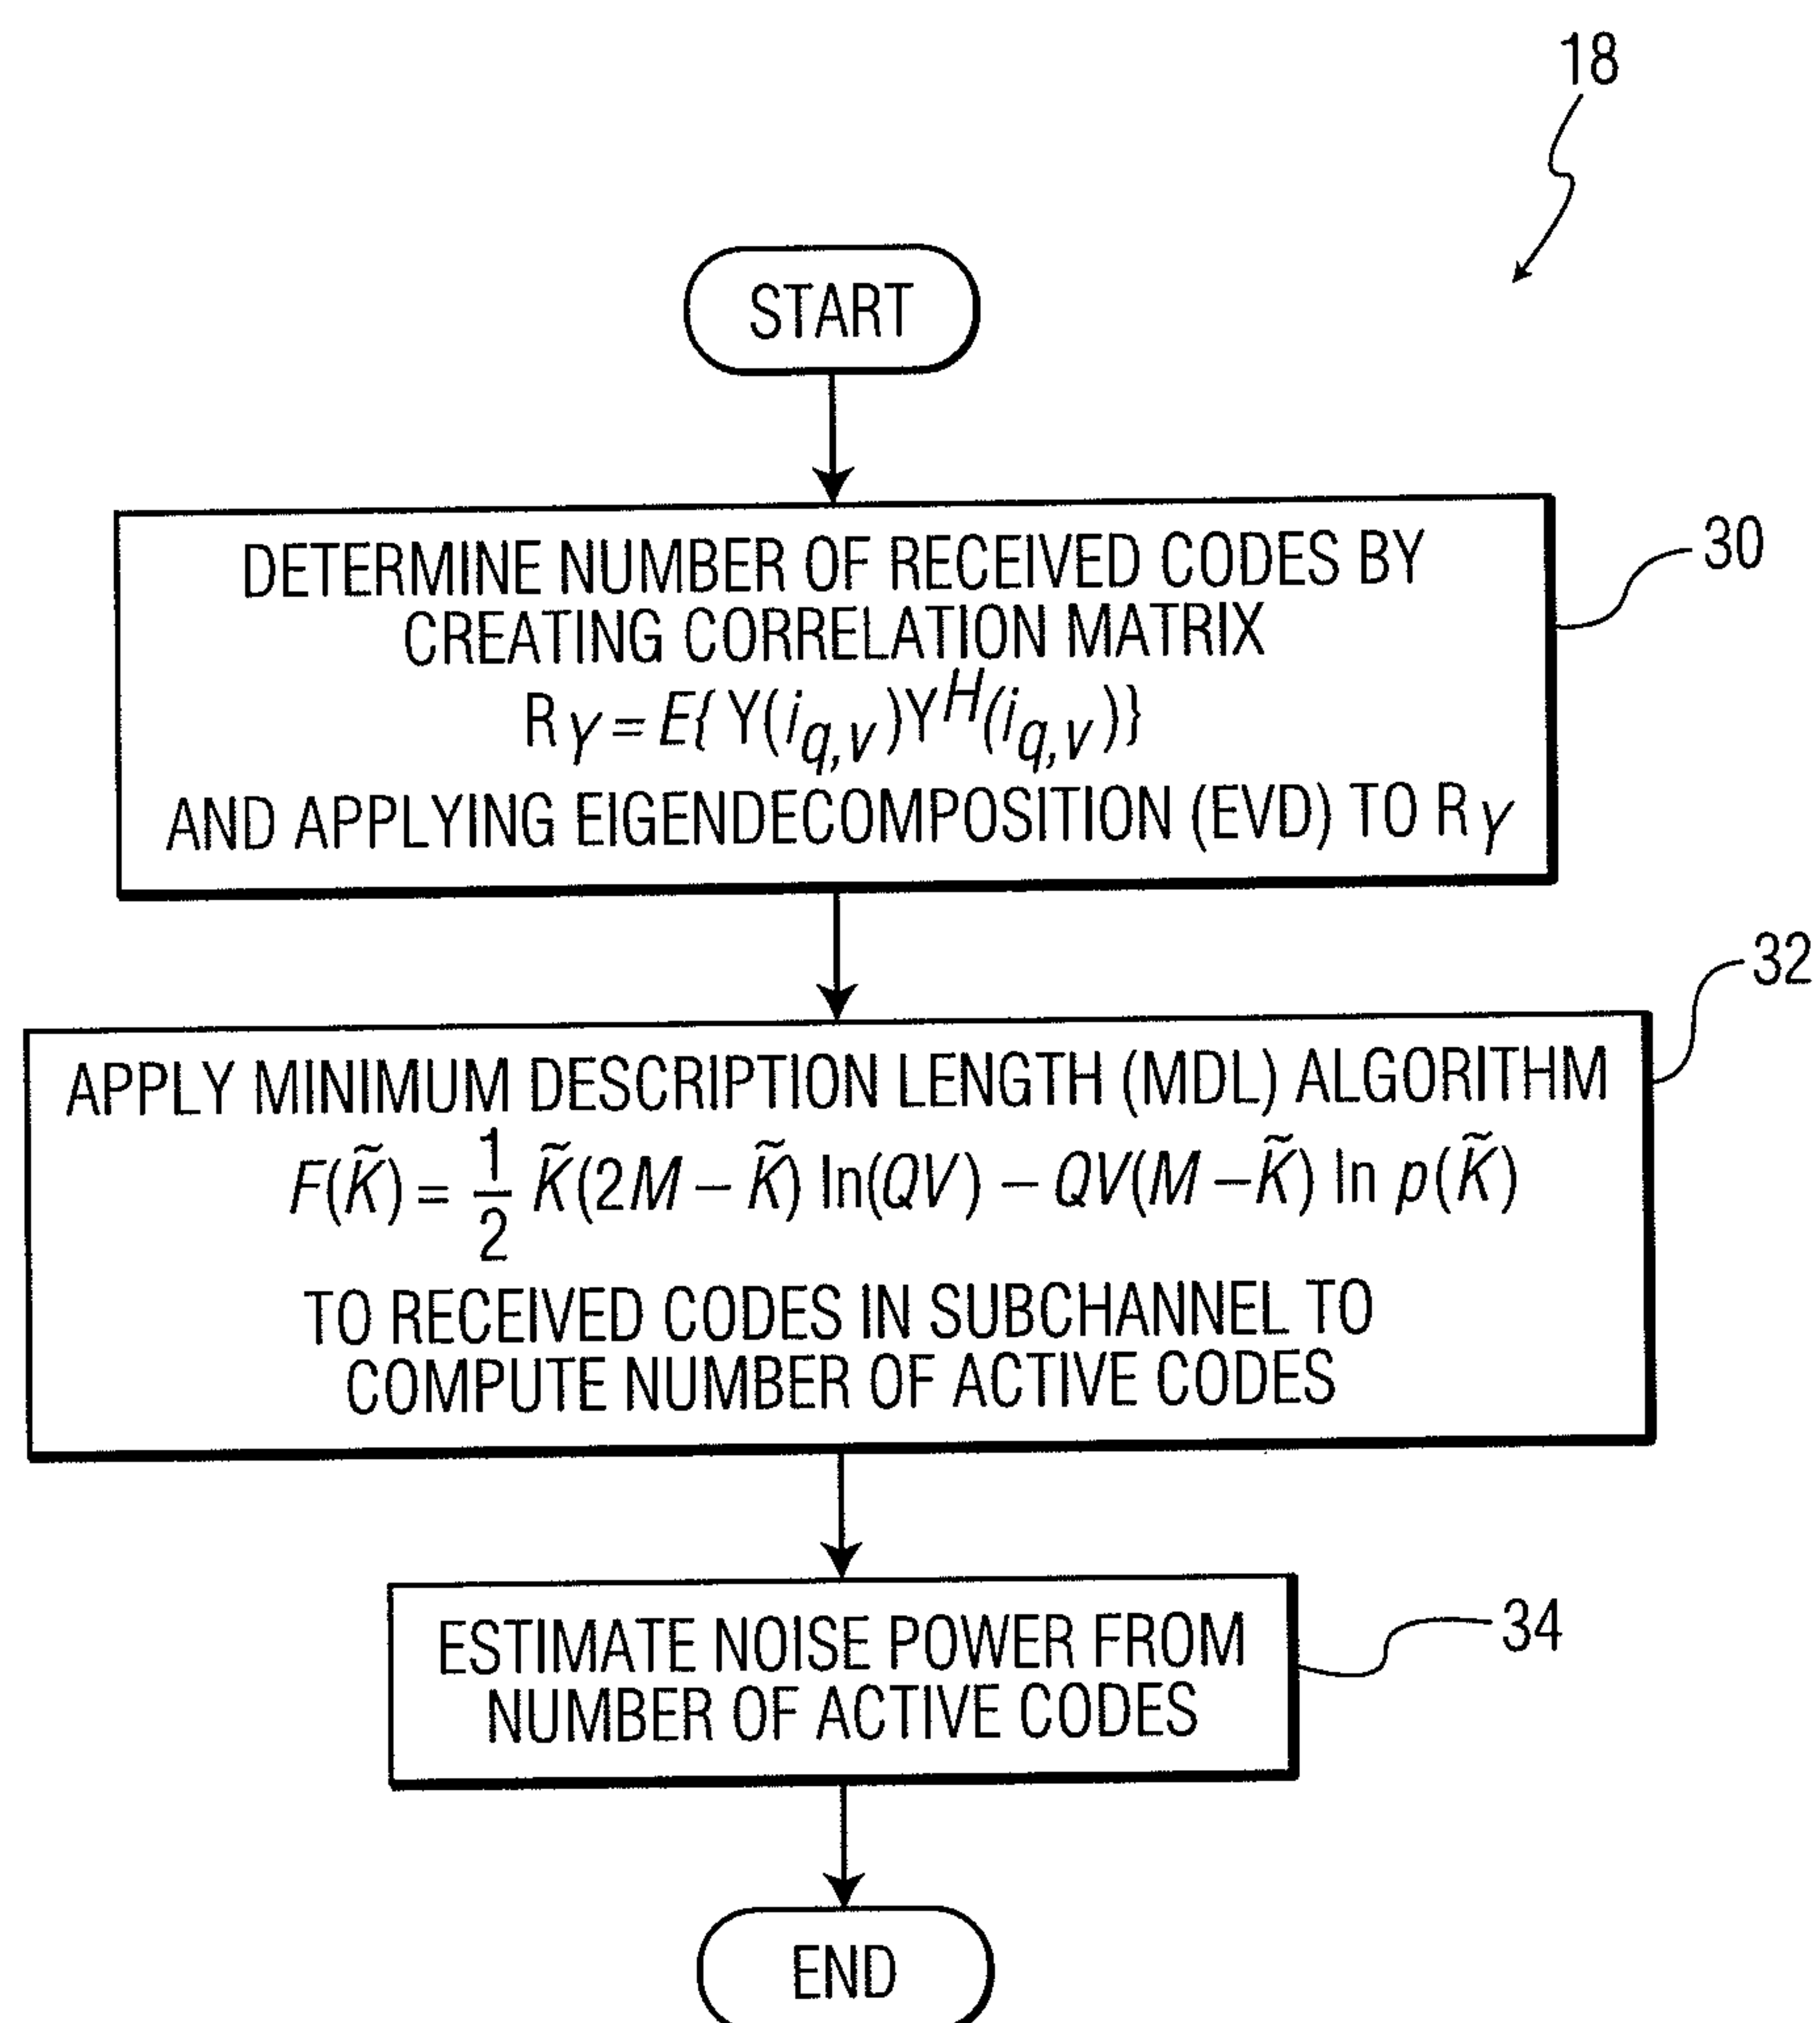 18
START
DETERMINE NUMBER OF RECEIVED CODES BY
CREATING CORRELATION MATRIX
R_Y = E{ Y(i_{q,v})Y^H(i_{q,v})}
AND APPLYING EIGENDECOMPOSITION (EVD) TO R_Y
30
APPLY MINIMUM DESCRIPTION LENGTH (MDL) ALGORITHM
F(K̃) = 1/2 K̃(2M – K̃) ln(QV) – QV(M –K̃) ln p(K̃)
TO RECEIVED CODES IN SUBCHANNEL TO
COMPUTE NUMBER OF ACTIVE CODES
32
ESTIMATE NOISE POWER FROM
NUMBER OF ACTIVE CODES
34
END